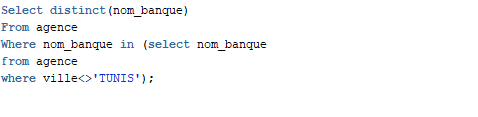 Select distinct(nom_banque)
From agence
Where nom_banque in (select nom_banque
from agence
where ville<>'TUNIS');